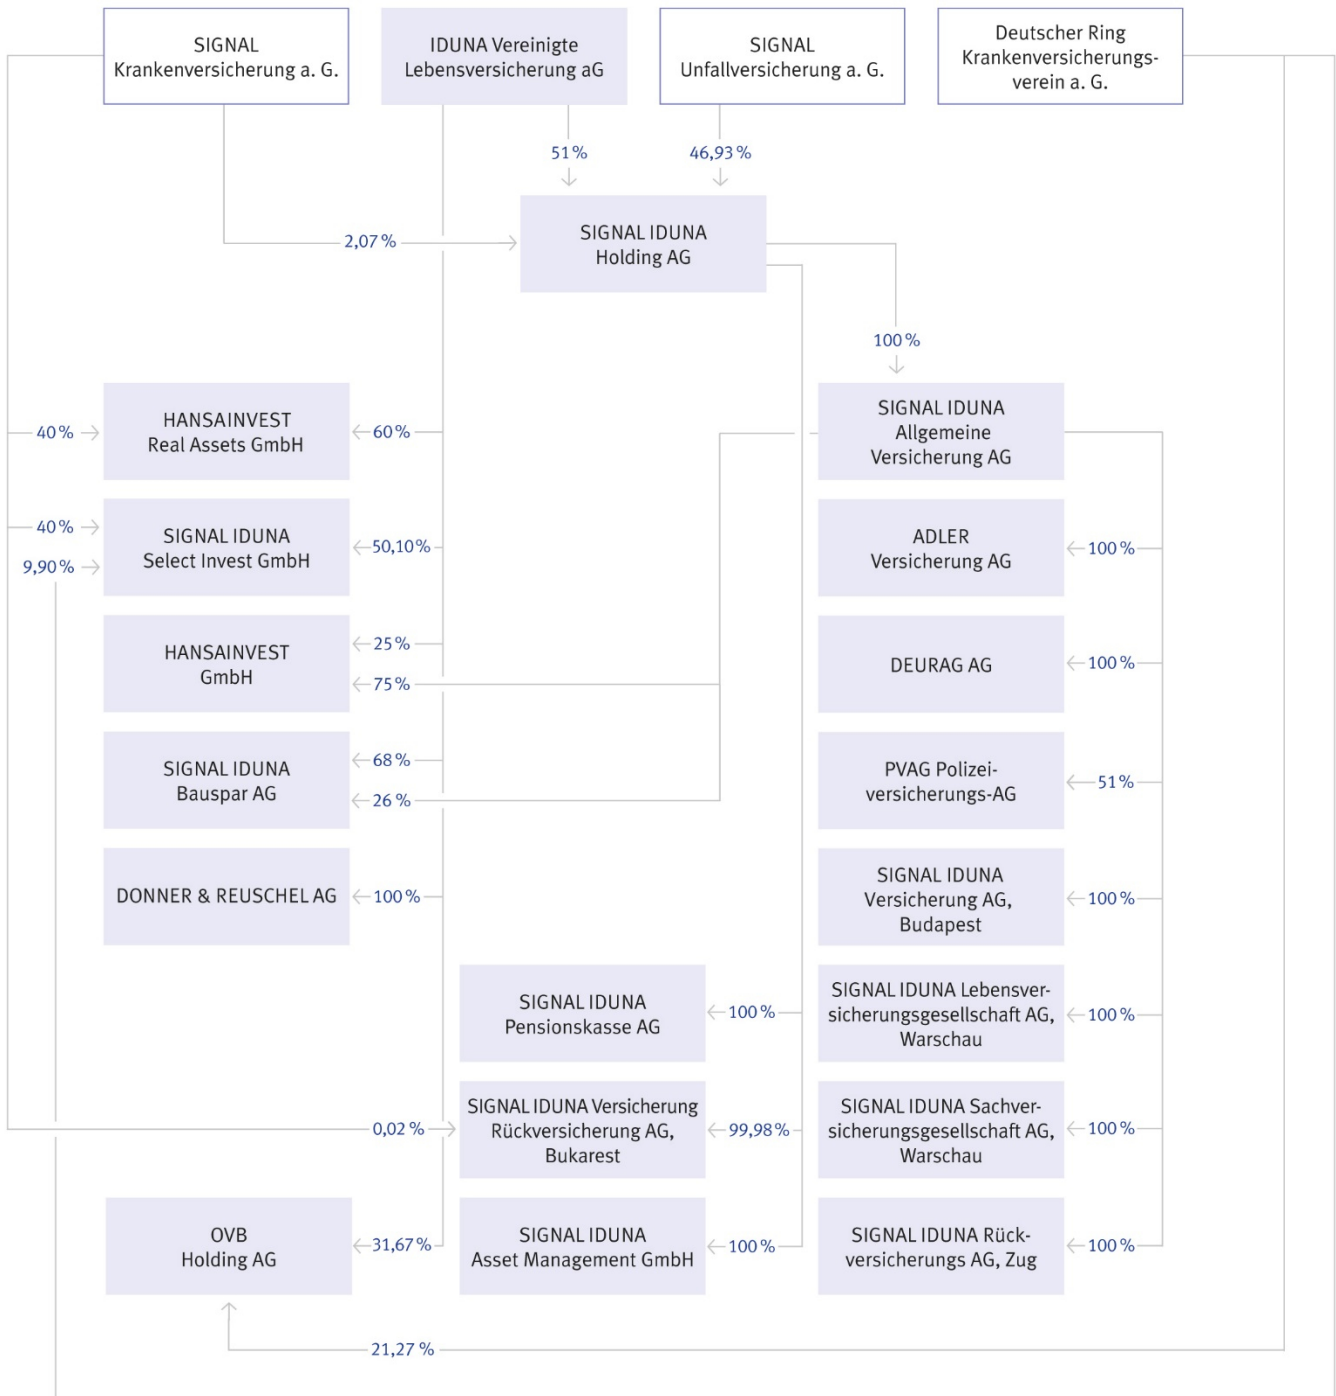 SIGNAL
Krankenversicherung a. G.
IDUNA Vereinigte
Lebensversicherung aG
SIGNAL
Unfallversicherung a. G.
Deutscher Ring
Krankenversicherungs-
verein a. G.
51 %
46,93 %
2,07 %
SIGNAL IDUNA
Holding AG
100 %
40 %
HANSAINVEST
Real Assets GmbH
60 %
SIGNAL IDUNA
Allgemeine
Versicherung AG
40 %
9,90 %
SIGNAL IDUNA
Select Invest GmbH
50,10 %
ADLER
Versicherung AG
100 %
HANSAINVEST
GmbH
25 %
75 %
DEURAG AG
100 %
SIGNAL IDUNA
Bauspar AG
68 %
26 %
PVAG Polizei-
versicherungs-AG
51 %
DONNER & REUSCHEL AG
100 %
SIGNAL IDUNA
Versicherung AG,
Budapest
100 %
SIGNAL IDUNA
Pensionskasse AG
100 %
SIGNAL IDUNA Lebensver-
sicherungsgesellschaft AG,
Warschau
100 %
0,02 %
SIGNAL IDUNA Versicherung
Rückversicherung AG,
Bukarest
99,98 %
SIGNAL IDUNA Sachver-
sicherungsgesellschaft AG,
Warschau
100 %
OVB
Holding AG
31,67 %
SIGNAL IDUNA
Asset Management GmbH
100 %
SIGNAL IDUNA Rück-
versicherungs AG, Zug
100 %
21,27 %